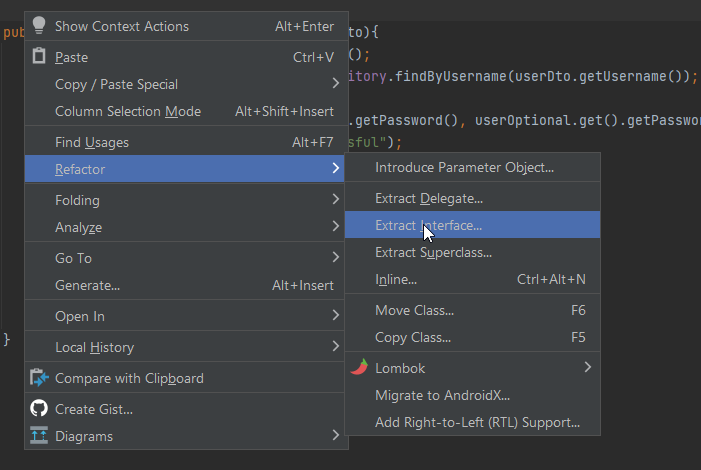 pub
to){
Show Context Actions Alt+Enter
();
Paste Ctrl+V
itory.findByUsername(userDto.getUsername());
Copy / Paste Special
Column Selection Mode Alt+Shift+Insert
.getPassword(), userOptional.get().getPasswor
Find Usages Alt+F7
sful");
Refactor
Introduce Parameter Object...
Folding
Extract Delegate...
Analyze
Extract Interface...
Go To
Extract Superclass...
Generate... Alt+Insert
Inline... Ctrl+Alt+N
Open In
Move Class... F6
}
Local History
Copy Class... F5
Compare with Clipboard
Lombok
Create Gist...
Migrate to AndroidX...
Diagrams
Add Right-to-Left (RTL) Support...